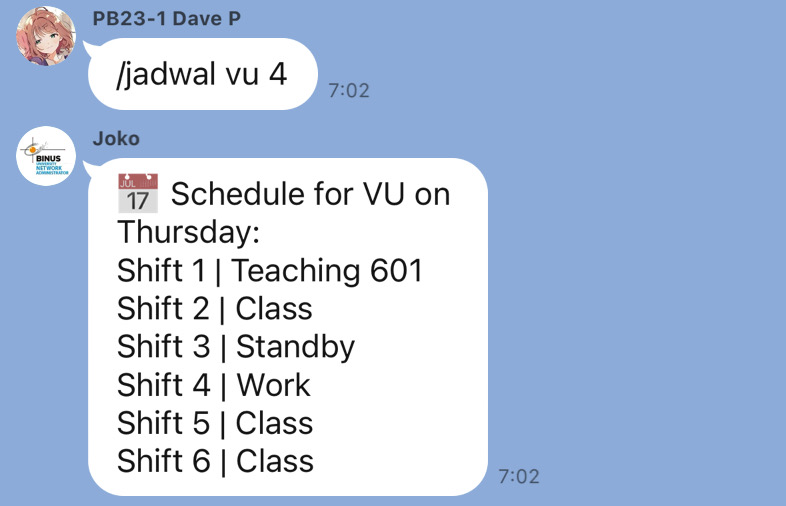 PB23-1 Dave P
/jadwal vu 4
7:02
Joko
BINUS
UNIVERSITY
NETWORK
ADMINISTRATOR
📅 Schedule for VU on
Thursday:
Shift 1 | Teaching 601
Shift 2 | Class
Shift 3 | Standby
Shift 4 | Work
Shift 5 | Class
Shift 6 | Class
7:02